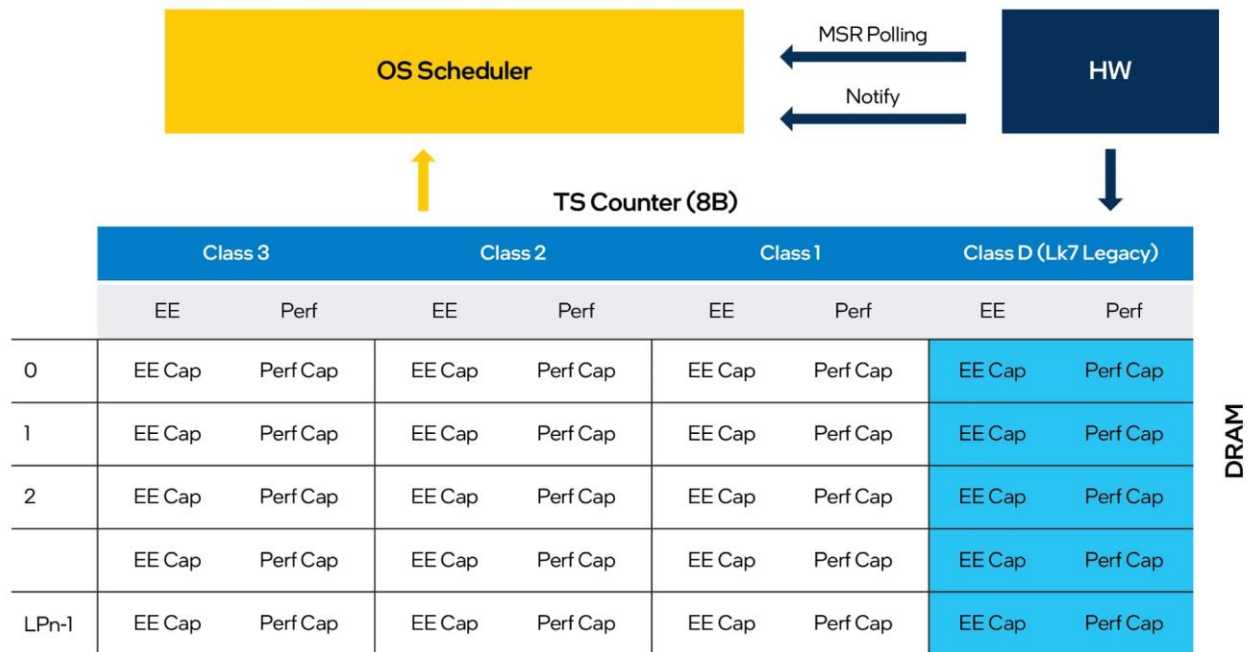 MSR Polling
OS Scheduler
HW
Notify
TS Counter (8B)
Class 3 Class 2 Class 1 Class D (Lk7 Legacy)
EE Perf EE Perf EE Perf EE Perf
0 EE Cap Perf Cap EE Cap Perf Cap EE Cap Perf Cap EE Cap Perf Cap
1 EE Cap Perf Cap EE Cap Perf Cap EE Cap Perf Cap EE Cap Perf Cap
2 EE Cap Perf Cap EE Cap Perf Cap EE Cap Perf Cap EE Cap Perf Cap
EE Cap Perf Cap EE Cap Perf Cap EE Cap Perf Cap EE Cap Perf Cap
LPn-1 EE Cap Perf Cap EE Cap Perf Cap EE Cap Perf Cap EE Cap Perf Cap
DRAM